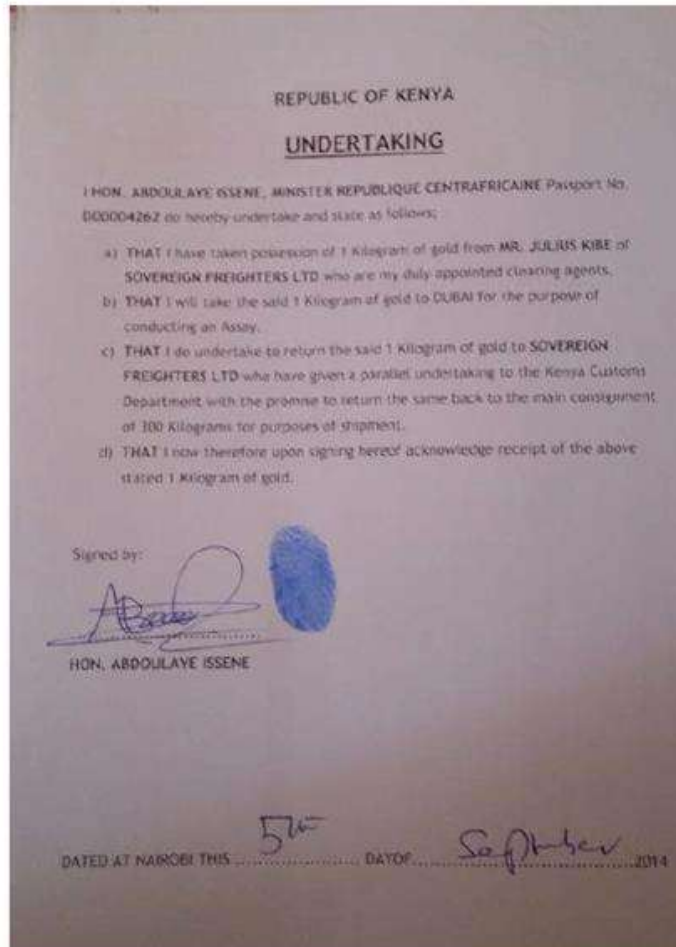 REPUBLIC OF KENYA
UNDERTAKING
I HON. ABDOULAYE ISSENE, MINISTER REPUBLIQUE CENTRAFRICAINE Passport No.
D00004262 do hereby undertake and state as follows;
a) THAT I have taken possession of 1 Kilogram of gold from MR. JULIUS KIBE of
SOVEREIGN FREIGHTERS LTD who are my duly appointed clearing agents.
b) THAT I will take the said 1 Kilogram of gold to DUBAI for the purpose of
conducting an Assay.
c) THAT I do undertake to return the said 1 Kilogram of gold to SOVEREIGN
FREIGHTERS LTD who have given a parallel undertaking to the Kenya Customs
Department with the promise to return the same back to the main consignment
of 300 Kilograms for purposes of shipment.
d) THAT I now therefore upon signing hereof acknowledge receipt of the above
stated 1 Kilogram of gold.
Signed by:
HON. ABDOULAYE ISSENE
DATED AT NAIROBI THIS 5th DAYOF September 2014